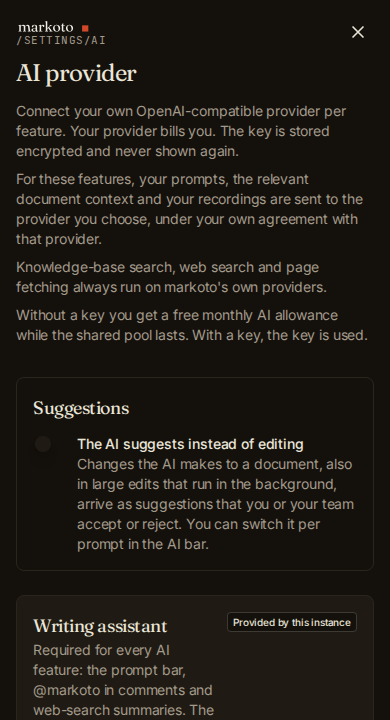 markoto
/SETTINGS/AI
AI provider
Connect your own OpenAI-compatible provider per
feature. Your provider bills you. The key is stored
encrypted and never shown again.
For these features, your prompts, the relevant
document context and your recordings are sent to the
provider you choose, under your own agreement with
that provider.
Knowledge-base search, web search and page
fetching always run on markoto's own providers.
Without a key you get a free monthly AI allowance
while the shared pool lasts. With a key, the key is used.
Suggestions
The AI suggests instead of editing
Changes the AI makes to a document, also
in large edits that run in the background,
arrive as suggestions that you or your team
accept or reject. You can switch it per
prompt in the AI bar.
Writing assistant
Provided by this instance
Required for every AI
feature: the prompt bar,
@markoto in comments and
web-search summaries. The